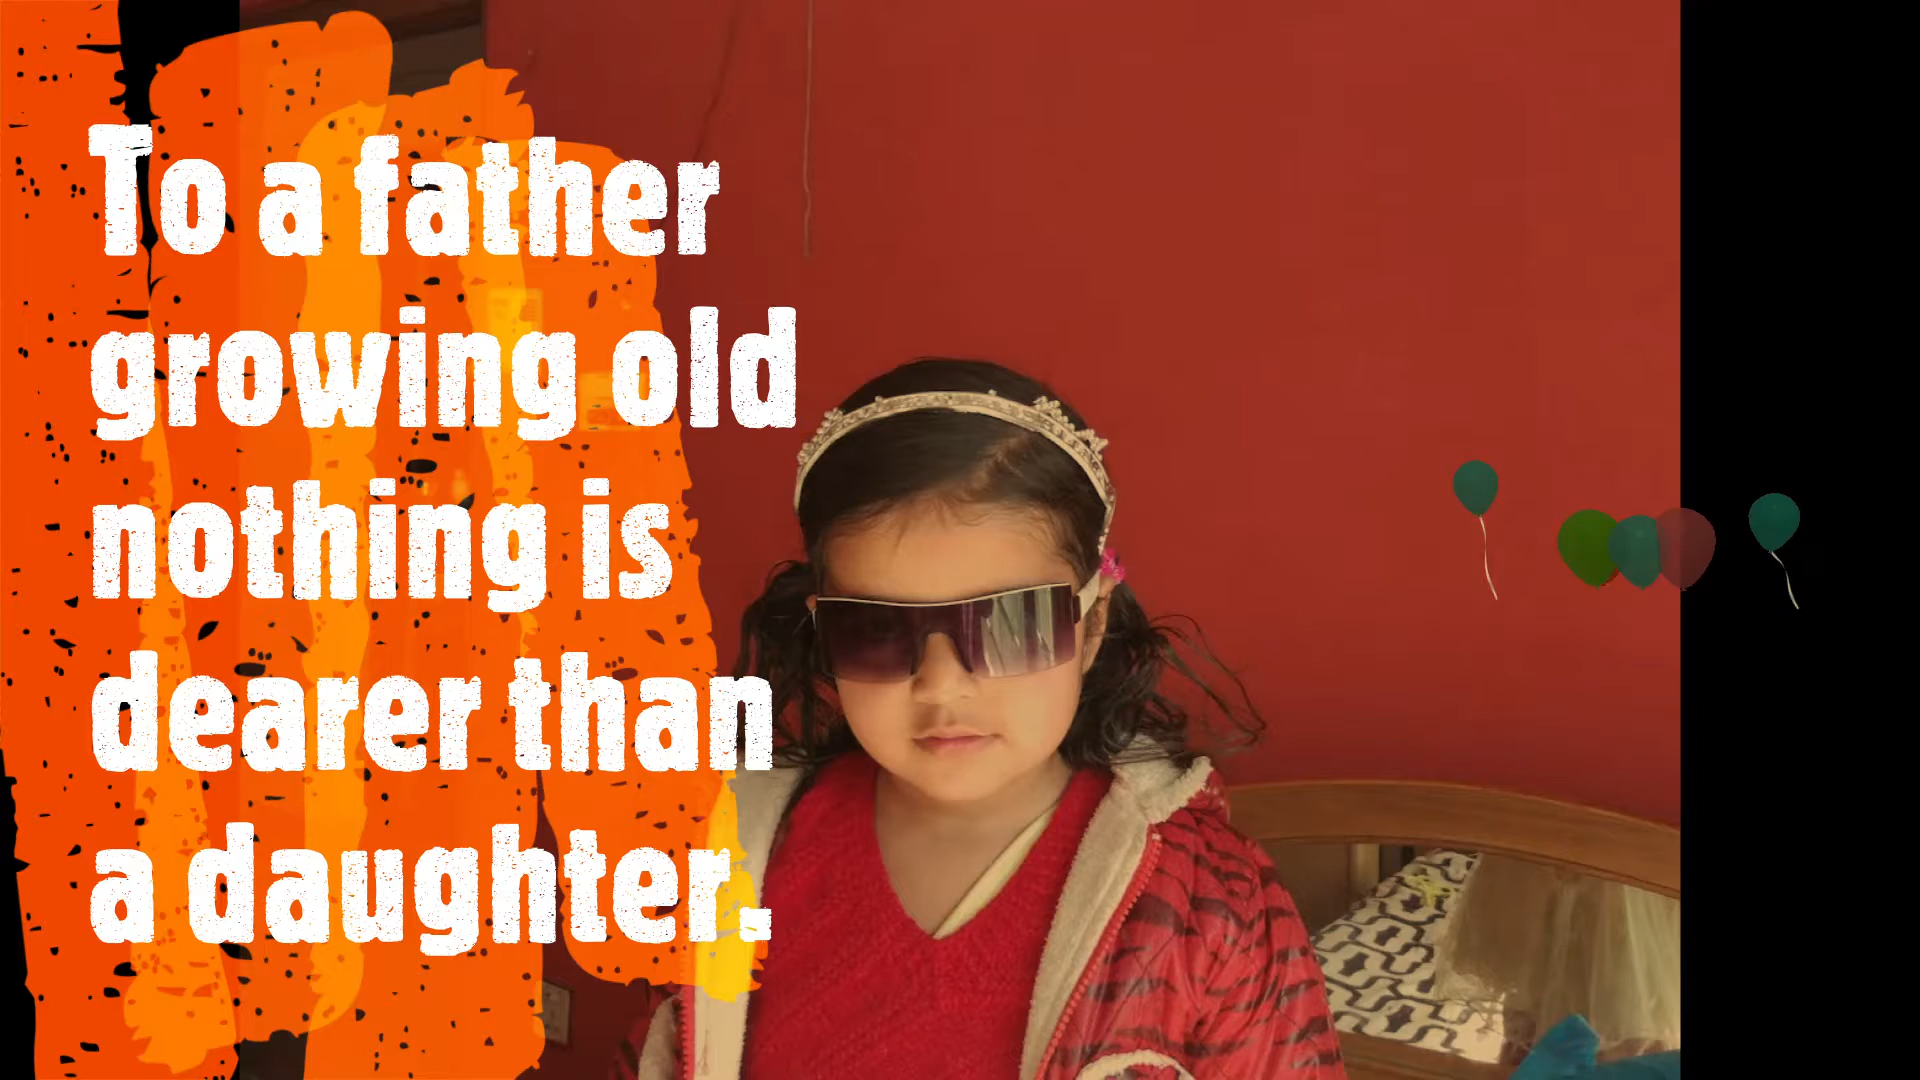 To a father
growing old
nothing is
dearer than
a daughter.